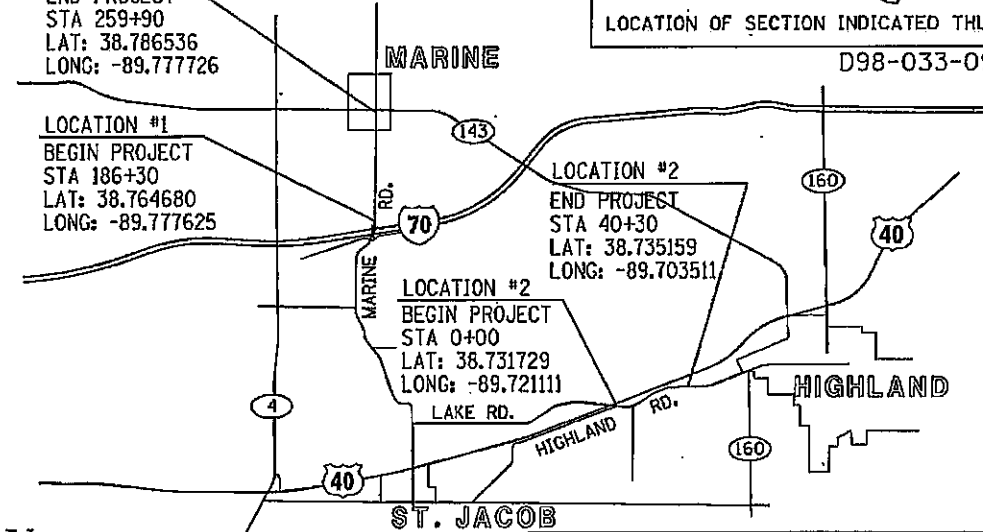 END PROJECT
STA 259+90
LAT: 38.786536
LONG: -89.777726
LOCATION OF SECTION INDICATED
D98-033-0
MARINE
LOCATION #1
BEGIN PROJECT
STA 186+30
LAT: 38.764680
LONG: -89.777625
143
RD.
70
MARINE
LOCATION #2
END PROJECT
STA 40+30
LAT: 38.735159
LONG: -89.703511
160
40
LOCATION #2
BEGIN PROJECT
STA 0+00
LAT: 38.731729
LONG: -89.721111
LAKE RD.
4
HIGHLAND RD.
HIGHLAND
160
40
ST. JACOB